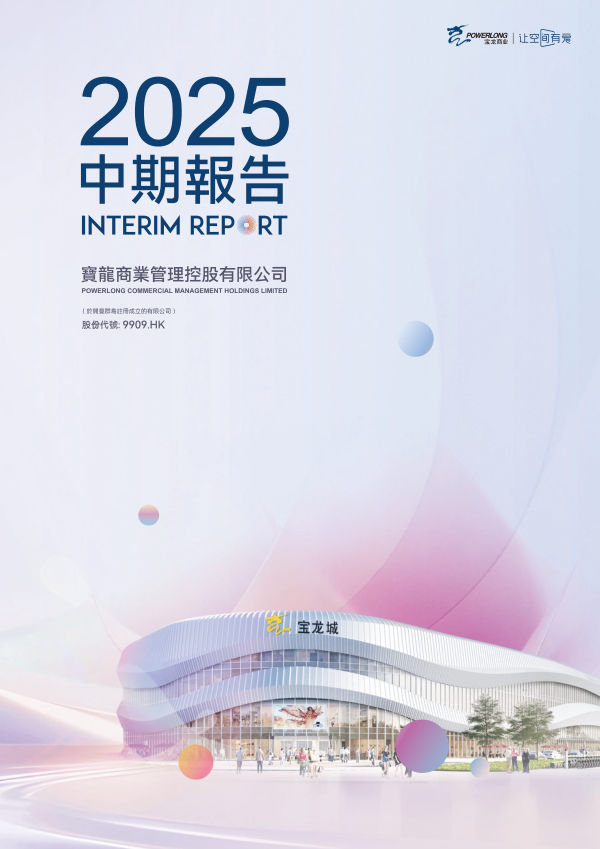 POWERLONG
宝龙商业
让空间有爱
2025
中期報告
INTERIM REPORT
寶龍商業管理控股有限公司
POWERLONG COMMERCIAL MANAGEMENT HOLDINGS LIMITED
(於開曼群島註冊成立的有限公司)
股份代號: 9909.HK
宝龙城